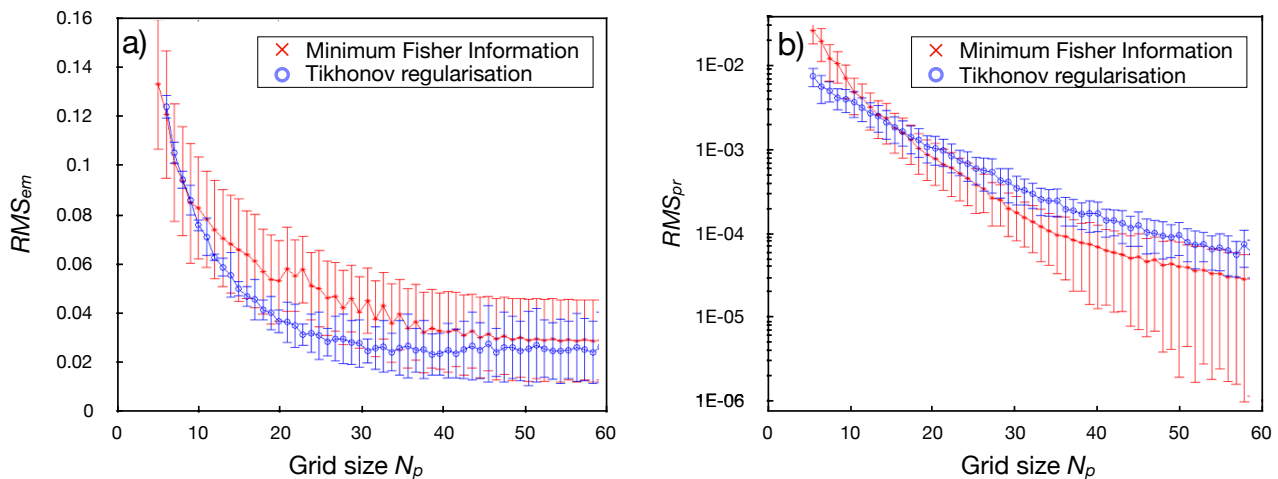 a)
Minimum Fisher Information
Tikhonov regularisation
0.16
0.14
0.12
0.1
0.08
0.06
0.04
0.02
0
RMSem
0 10 20 30 40 50 60
Grid size Np
b)
Minimum Fisher Information
Tikhonov regularisation
1E-02
1E-03
1E-04
1E-05
1E-06
RMSpr
0 10 20 30 40 50 60
Grid size Np